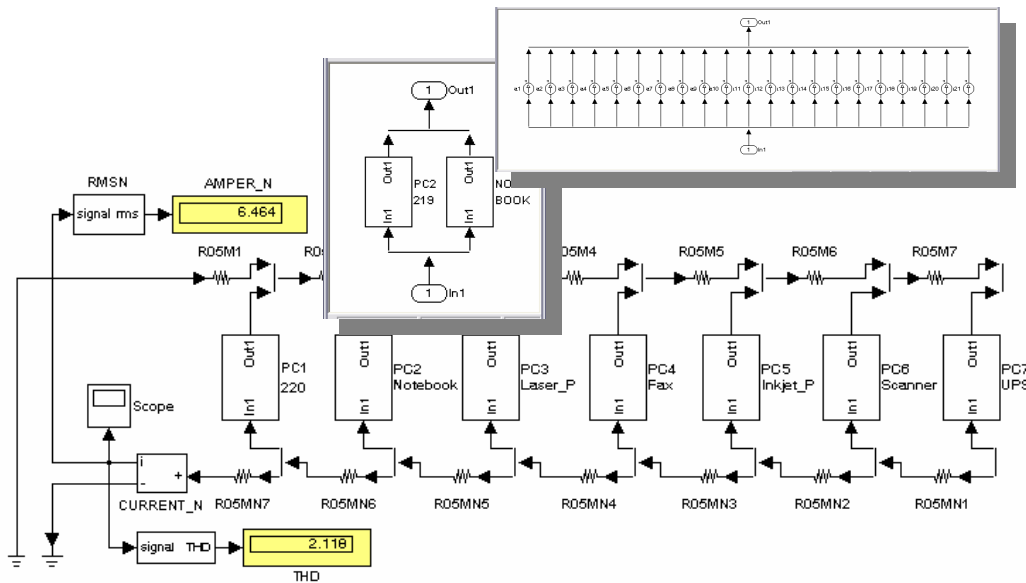 1 Out1
1 In1
1 Out1
Out1
Out1
PC2
219
NO
BOOK
In1
In1
1 In1
RMSN
signal rms
AMPER_N
6.464
R05M1
R05M4
R05M5
R05M6
R05M7
Out1
In1
PC1
220
Out1
In1
PC2
Notebook
Out1
In1
PC3
Laser_P
Out1
In1
PC4
Fax
Out1
In1
PC5
Inkjet_P
Out1
In1
PC6
Scanner
Out1
In1
PC7
UPS
Scope
i
-
+
CURRENT_N
R05MN7
R05MN6
R05MN5
R05MN4
R05MN3
R05MN2
R05MN1
signal THD
2.118
THD